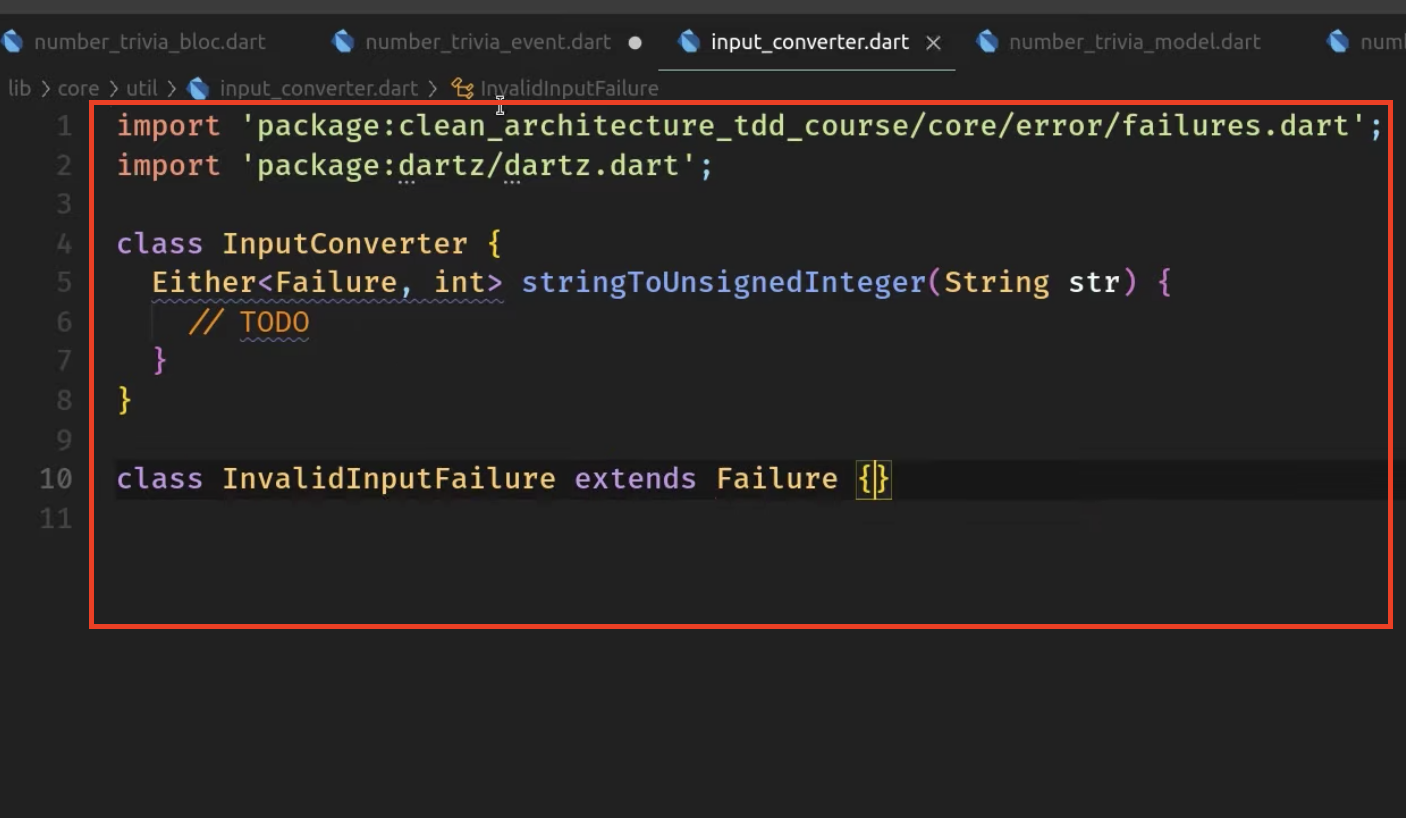 number_trivia_bloc.dart number_trivia_event.dart input_converter.dart number_trivia_model.dart
lib > core > util > input_converter.dart > InvalidInputFailure
1 import 'package:clean_architecture_tdd_course/core/error/failures.dart';
2 import 'package:dartz/dartz.dart';
3
4 class InputConverter {
5 Either<Failure, int> stringToUnsignedInteger(String str) {
6 // TODO
7 }
8 }
9
10 class InvalidInputFailure extends Failure {}
11